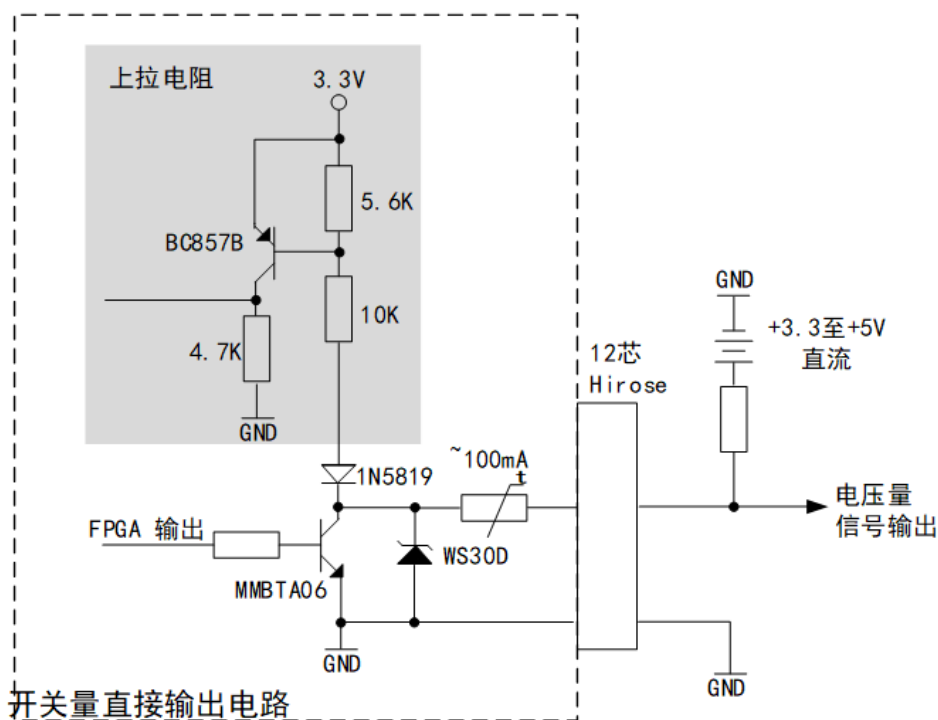 上拉电阻
3.3V
5.6K
BC857B
10K
4.7K
GND
GND
+3.3至+5V
直流
12芯
Hirose
~100mA
t
1N5819
FPGA 输出
WS30D
MMBTA06
电压量
信号输出
GND
GND
开关量直接输出电路